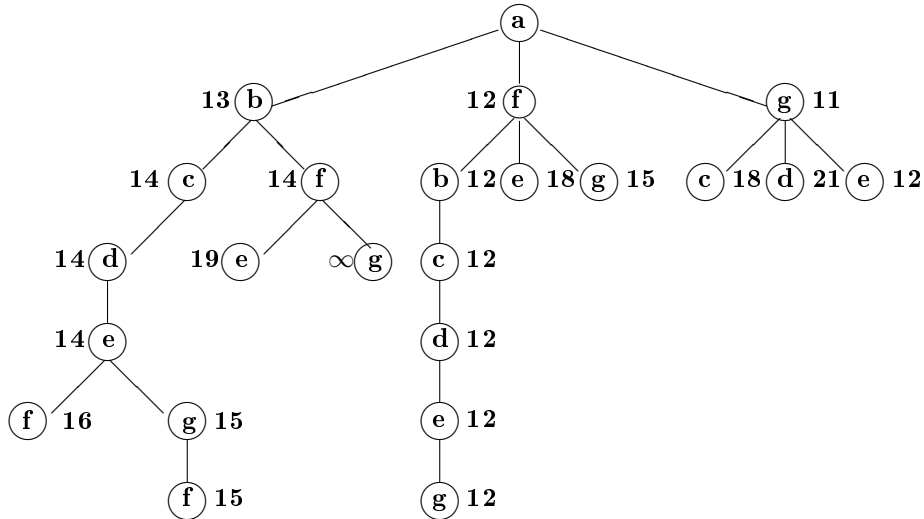 a
13 b 12 f g 11
14 c 14 f b 12 e 18 g 15 c 18 d 21 e 12
14 d 19 e ∞ g c 12
14 e d 12
f 16 g 15 e 12
f 15 g 12